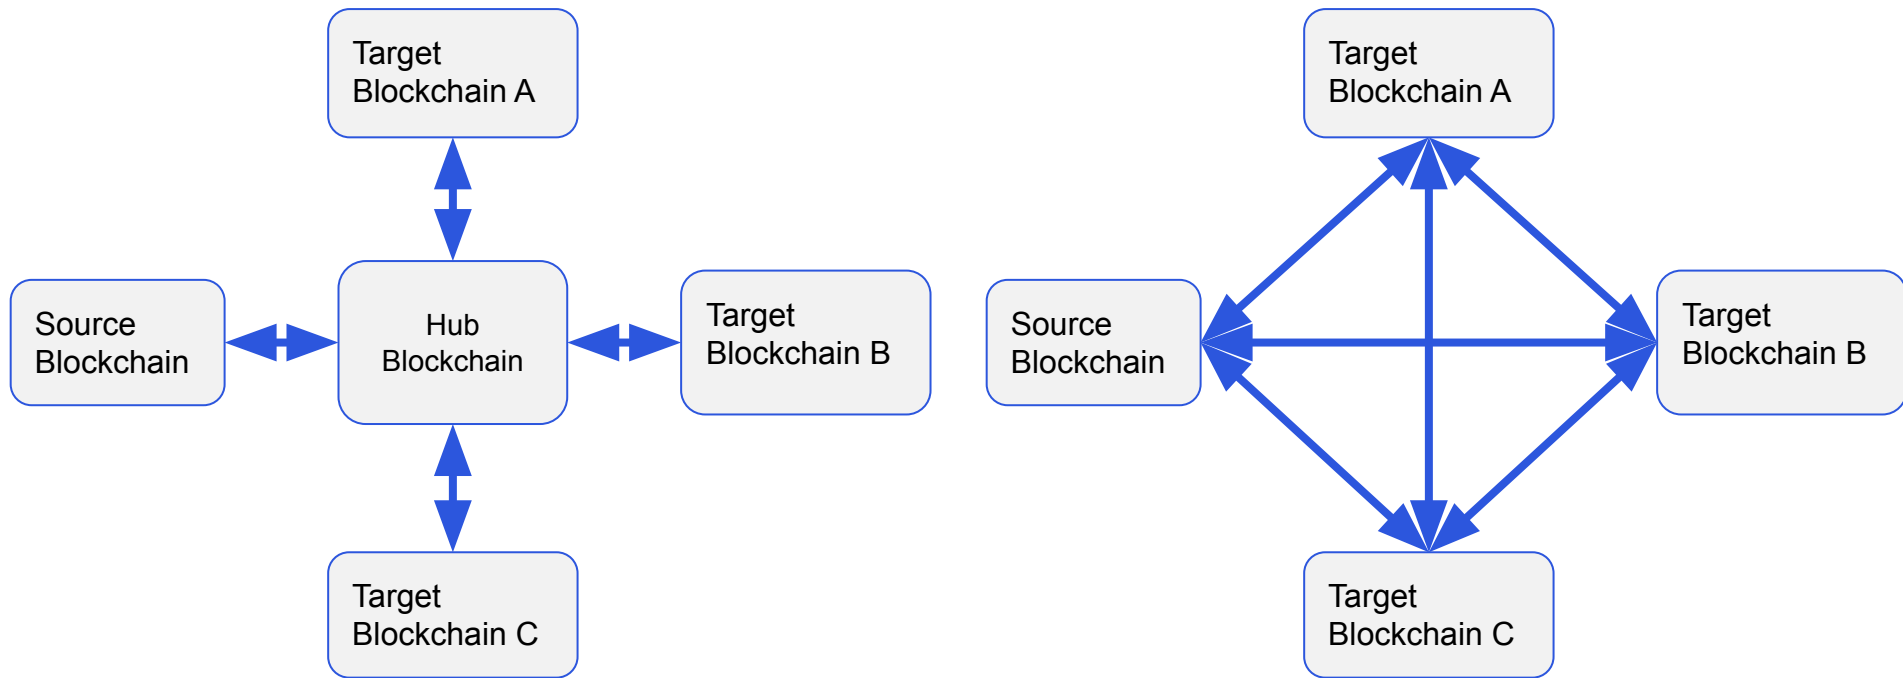 Target
Blockchain A
Source
Blockchain
Hub
Blockchain
Target
Blockchain B
Target
Blockchain C
Target
Blockchain A
Source
Blockchain
Target
Blockchain B
Target
Blockchain C